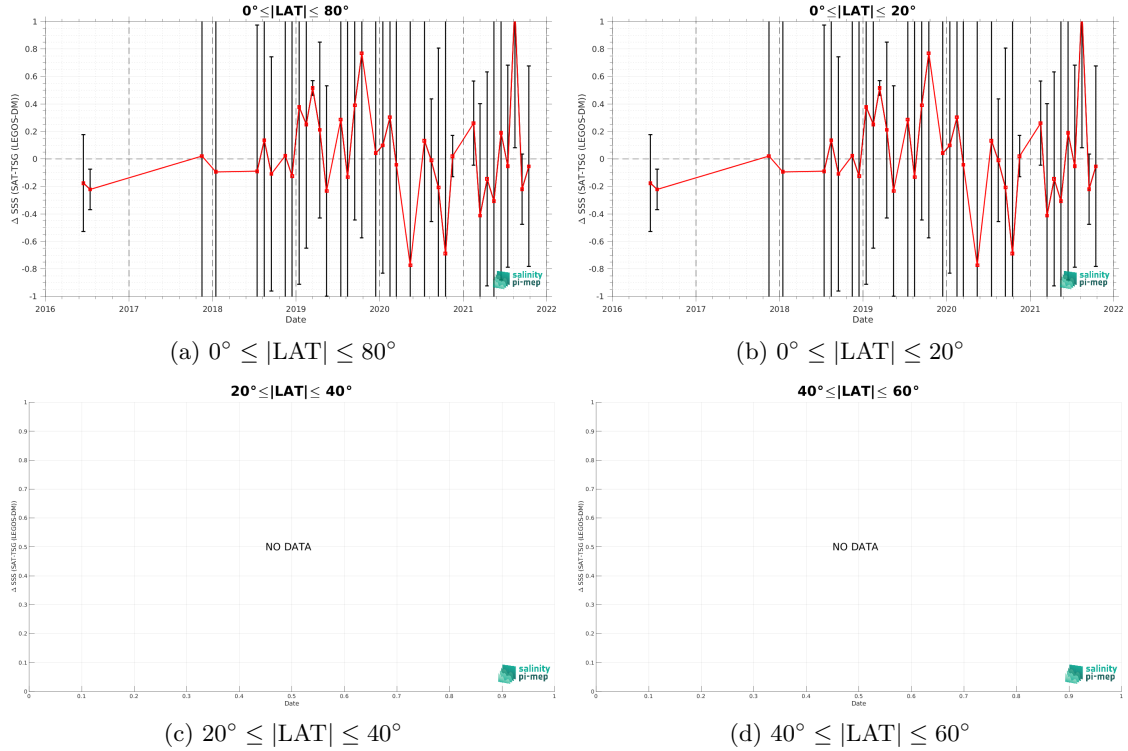 0°≤|LAT|≤ 80°
1
0.8
0.6
0.4
0.2
0
-0.2
-0.4
-0.6
-0.8
-1
Δ SSS (SAT-TSG (LEGOS-DM))
2016 2017 2018 2019 2020 2021 2022
Date
salinity
pi-mep
(a) 0° ≤ |LAT| ≤ 80°
0°≤|LAT|≤ 20°
1
0.8
0.6
0.4
0.2
0
-0.2
-0.4
-0.6
-0.8
-1
Δ SSS (SAT-TSG (LEGOS-DM))
2016 2017 2018 2019 2020 2021 2022
Date
salinity
pi-mep
(b) 0° ≤ |LAT| ≤ 20°
20°≤|LAT|≤ 40°
1
0.9
0.8
0.7
0.6
0.5
0.4
0.3
0.2
0.1
0
Δ SSS (SAT-TSG (LEGOS-DM))
NO DATA
0 0.1 0.2 0.3 0.4 0.5 0.6 0.7 0.8 0.9 1
Date
salinity
pi-mep
(c) 20° ≤ |LAT| ≤ 40°
40°≤|LAT|≤ 60°
1
0.9
0.8
0.7
0.6
0.5
0.4
0.3
0.2
0.1
0
Δ SSS (SAT-TSG (LEGOS-DM))
NO DATA
0 0.1 0.2 0.3 0.4 0.5 0.6 0.7 0.8 0.9 1
Date
salinity
pi-mep
(d) 40° ≤ |LAT| ≤ 60°